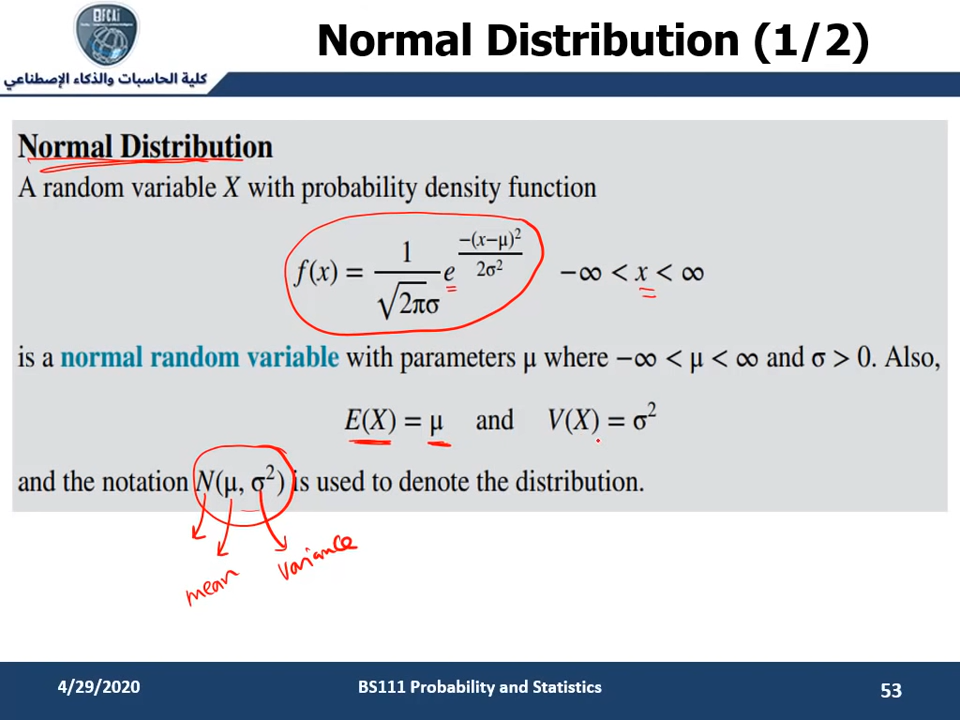 BFCAi
Normal Distribution (1/2)
كلية الحاسبات والذكاء الإصطناعي
Normal Distribution
A random variable X with probability density function
f(x) = 1/(√2πσ) e^(−(x−μ)²/2σ²) −∞ < x < ∞
is a normal random variable with parameters μ where −∞ < μ < ∞ and σ > 0. Also,
E(X) = μ and V(X) = σ²
and the notation N(μ, σ²) is used to denote the distribution.
mean variance
4/29/2020 BS111 Probability and Statistics 53